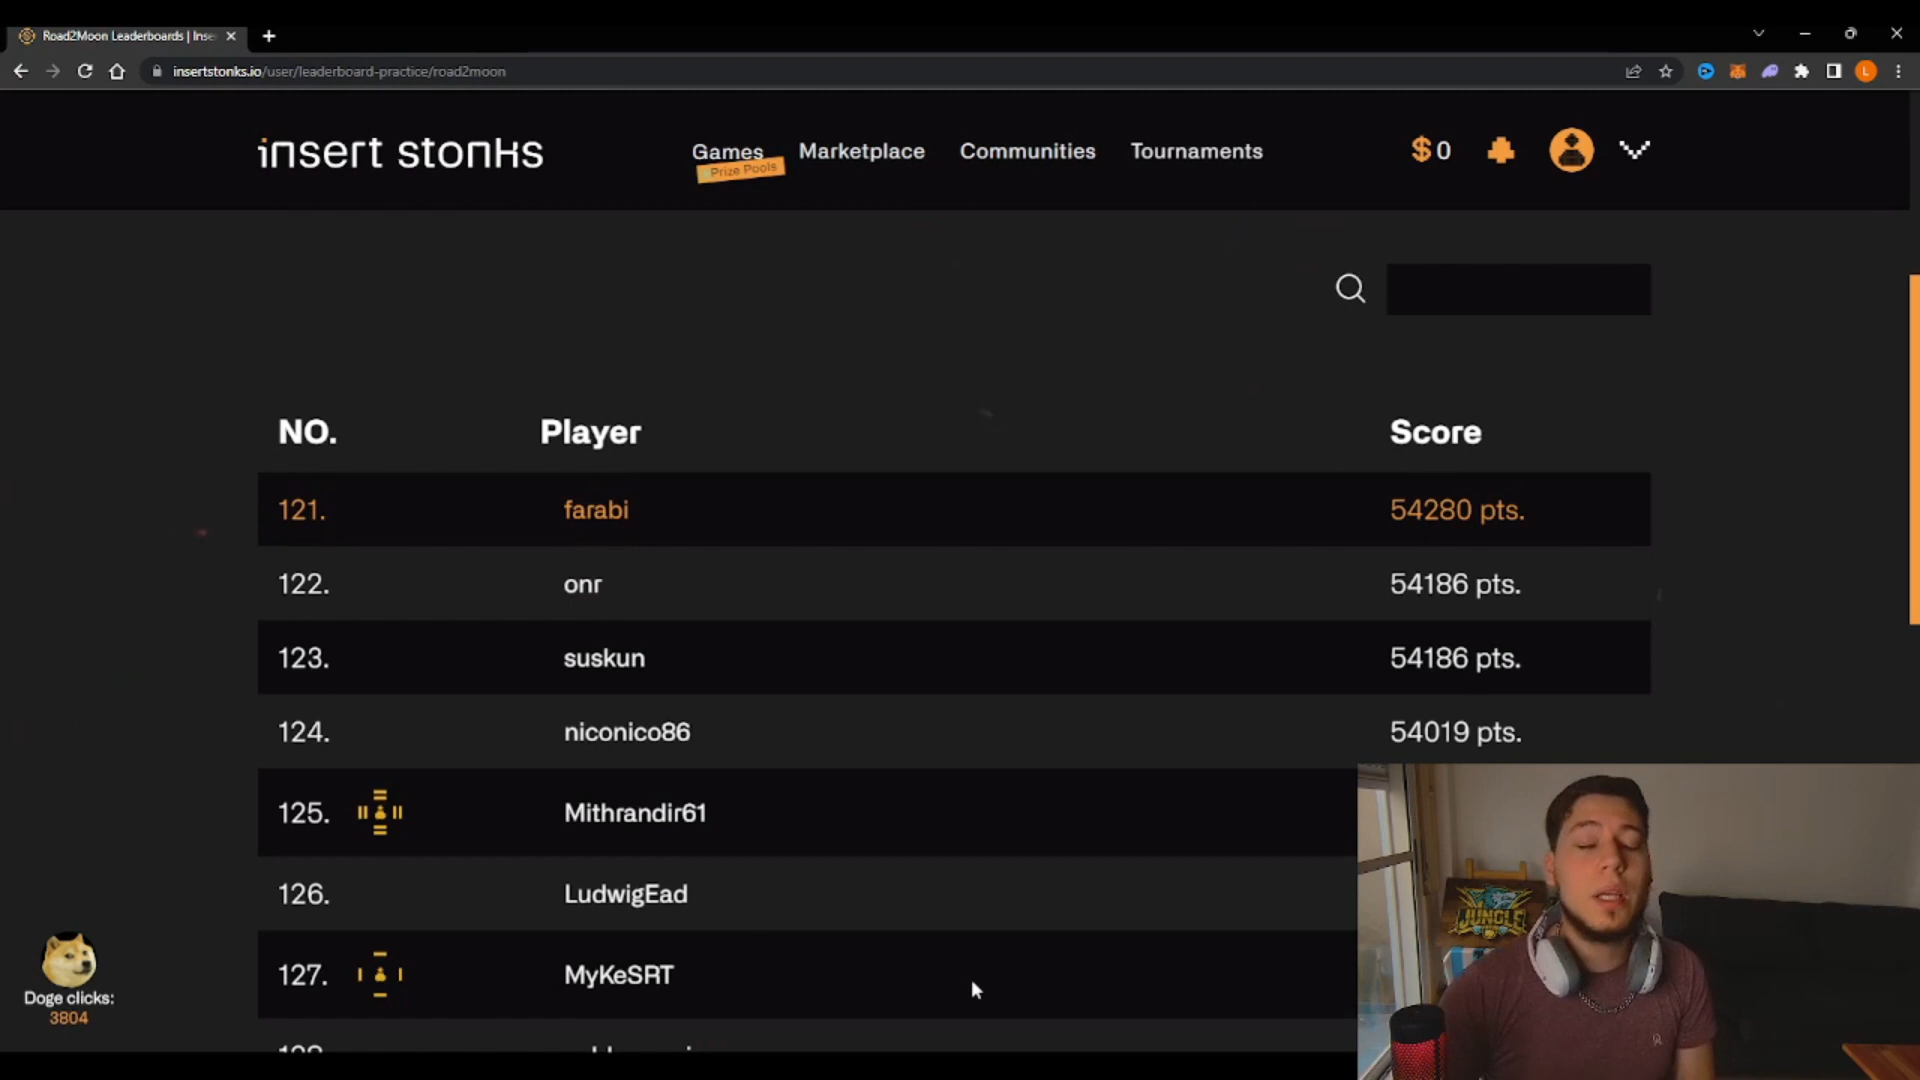 Road2Moon Leaderboards | Inse
insertstonks.io/user/leaderboard-practice/road2moon
L
insert stonks
Games
Prize Pools
Marketplace
Communities
Tournaments
$0
NO. Player Score
121. farabi 54280 pts.
122. onr 54186 pts.
123. suskun 54186 pts.
124. niconico86 54019 pts.
125. Mithrandir61
126. LudwigEad
127. MyKeSRT
JUNGLE
Doge clicks:
3804